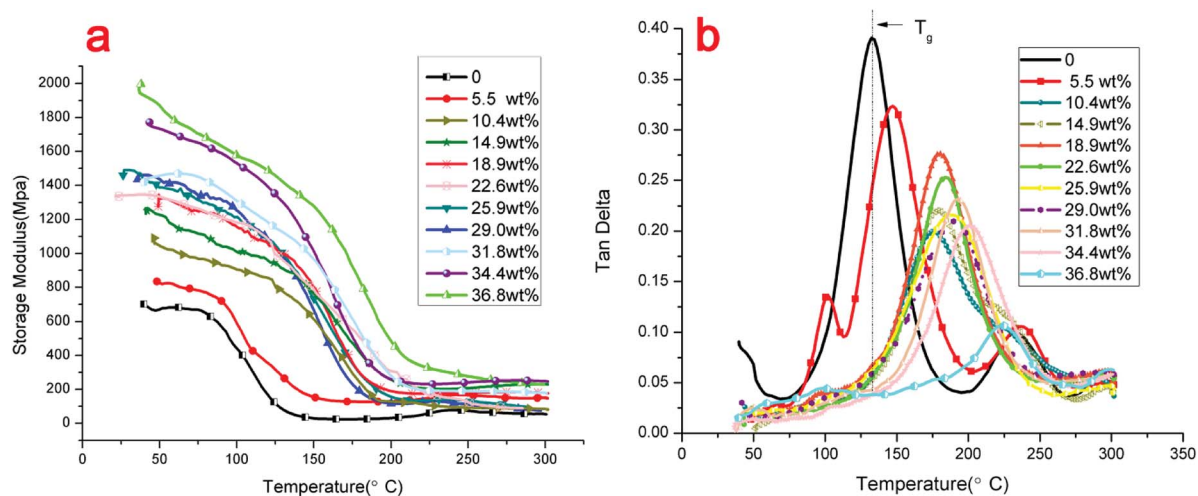 a
Storage Modulus(Mpa)
2000
1800
1600
1400
1200
1000
800
600
400
200
0
0
50
100
150
200
250
300
Temperature(° C)
0
5.5 wt%
10.4wt%
14.9wt%
18.9wt%
22.6wt%
25.9wt%
29.0wt%
31.8wt%
34.4wt%
36.8wt%
b
Tan Delta
0.40
0.35
0.30
0.25
0.20
0.15
0.10
0.05
0.00
0
50
100
150
200
250
300
350
Temperature(° C)
Tg
0
5.5 wt%
10.4wt%
14.9wt%
18.9wt%
22.6wt%
25.9wt%
29.0wt%
31.8wt%
34.4wt%
36.8wt%